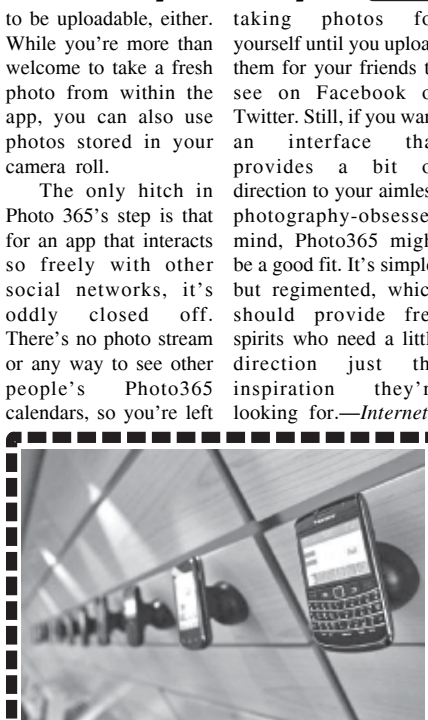 to be uploadable, either.
While you're more than
welcome to take a fresh
photo from within the
app, you can also use
photos stored in your
camera roll.
The only hitch in
Photo 365's step is that
for an app that interacts
so freely with other
social networks, it's
oddly closed off.
There's no photo stream
or any way to see other
people's Photo365
calendars, so you're left
taking photos fo
yourself until you uploa
them for your friends t
see on Facebook o
Twitter. Still, if you wan
an interface tha
provides a bit o
direction to your aimles
photography-obsesse
mind, Photo365 migh
be a good fit. It's simple
but regimented, whic
should provide fre
spirits who need a littl
direction just th
inspiration they'r
looking for.—Internet